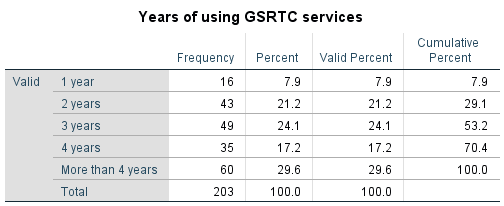 Years of using GSRTC services
Frequency Percent Valid Percent Cumulative Percent
Valid 1 year 16 7.9 7.9 7.9
2 years 43 21.2 21.2 29.1
3 years 49 24.1 24.1 53.2
4 years 35 17.2 17.2 70.4
More than 4 years 60 29.6 29.6 100.0
Total 203 100.0 100.0